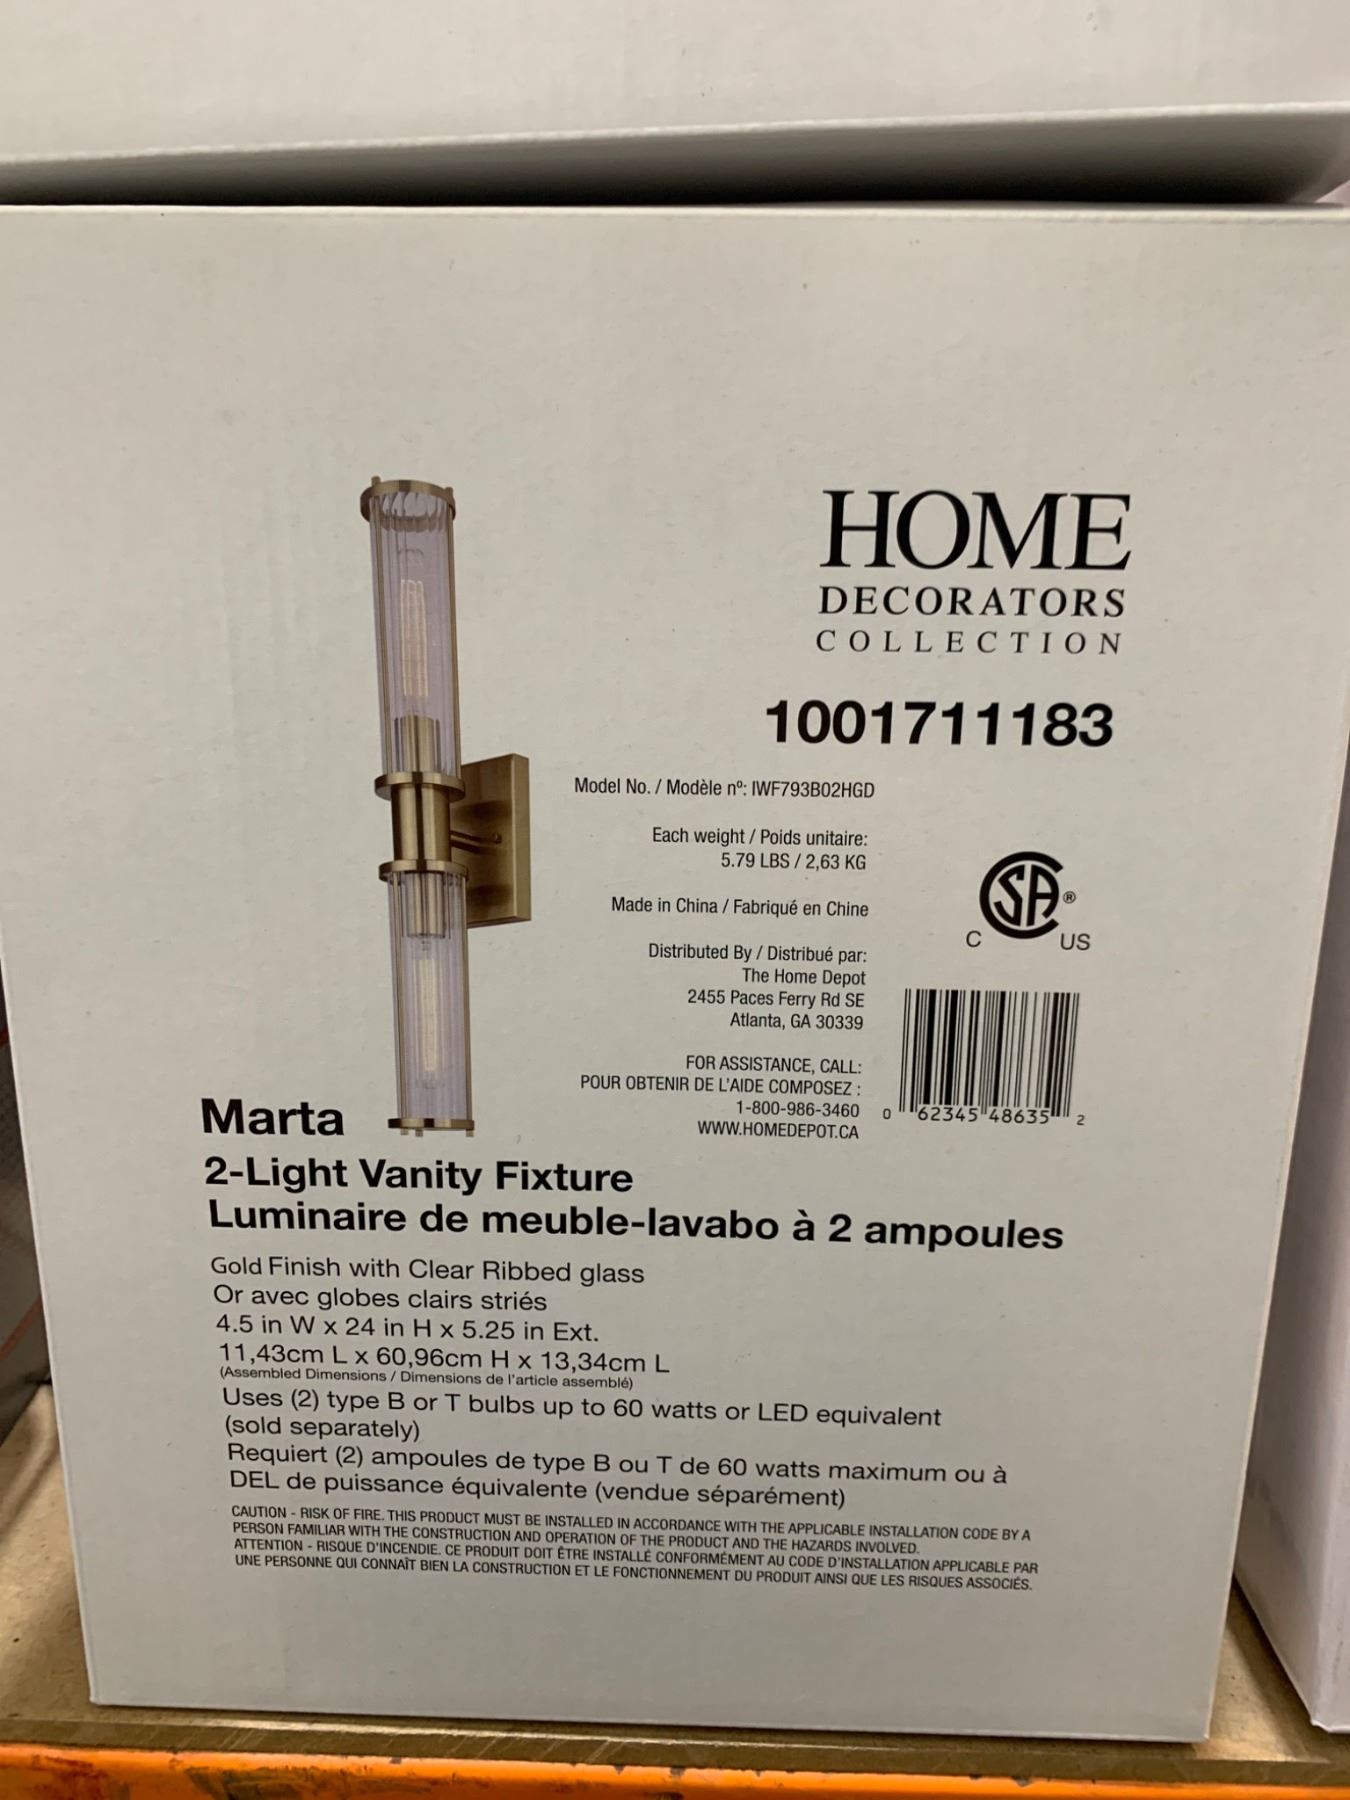 HOME
DECORATORS
COLLECTION
1001711183
Model No. / Modèle nº: IWF793B02HGD
Each weight / Poids unitaire:
5.79 LBS / 2,63 KG
Made in China / Fabriqué en Chine
Distributed By / Distribué par:
The Home Depot
2455 Paces Ferry Rd SE
Atlanta, GA 30339
FOR ASSISTANCE, CALL:
POUR OBTENIR DE L'AIDE COMPOSEZ :
1-800-986-3460
WWW.HOMEDEPOT.CA
C SA ® US
0 62345 48635 2
Marta
2-Light Vanity Fixture
Luminaire de meuble-lavabo à 2 ampoules
Gold Finish with Clear Ribbed glass
Or avec globes clairs striés
4.5 in W x 24 in H x 5.25 in Ext.
11,43cm L x 60,96cm H x 13,34cm L
(Assembled Dimensions / Dimensions de l'article assemblé)
Uses (2) type B or T bulbs up to 60 watts or LED equivalent
(sold separately)
Requiert (2) ampoules de type B ou T de 60 watts maximum ou à
DEL de puissance équivalente (vendue séparément)
CAUTION - RISK OF FIRE. THIS PRODUCT MUST BE INSTALLED IN ACCORDANCE WITH THE APPLICABLE INSTALLATION CODE BY A
PERSON FAMILIAR WITH THE CONSTRUCTION AND OPERATION OF THE PRODUCT AND THE HAZARDS INVOLVED.
ATTENTION - RISQUE D'INCENDIE. CE PRODUIT DOIT ÊTRE INSTALLÉ CONFORMÉMENT AU CODE D'INSTALLATION APPLICABLE PAR
UNE PERSONNE QUI CONNAÎT BIEN LA CONSTRUCTION ET LE FONCTIONNEMENT DU PRODUIT AINSI QUE LES RISQUES ASSOCIÉS.